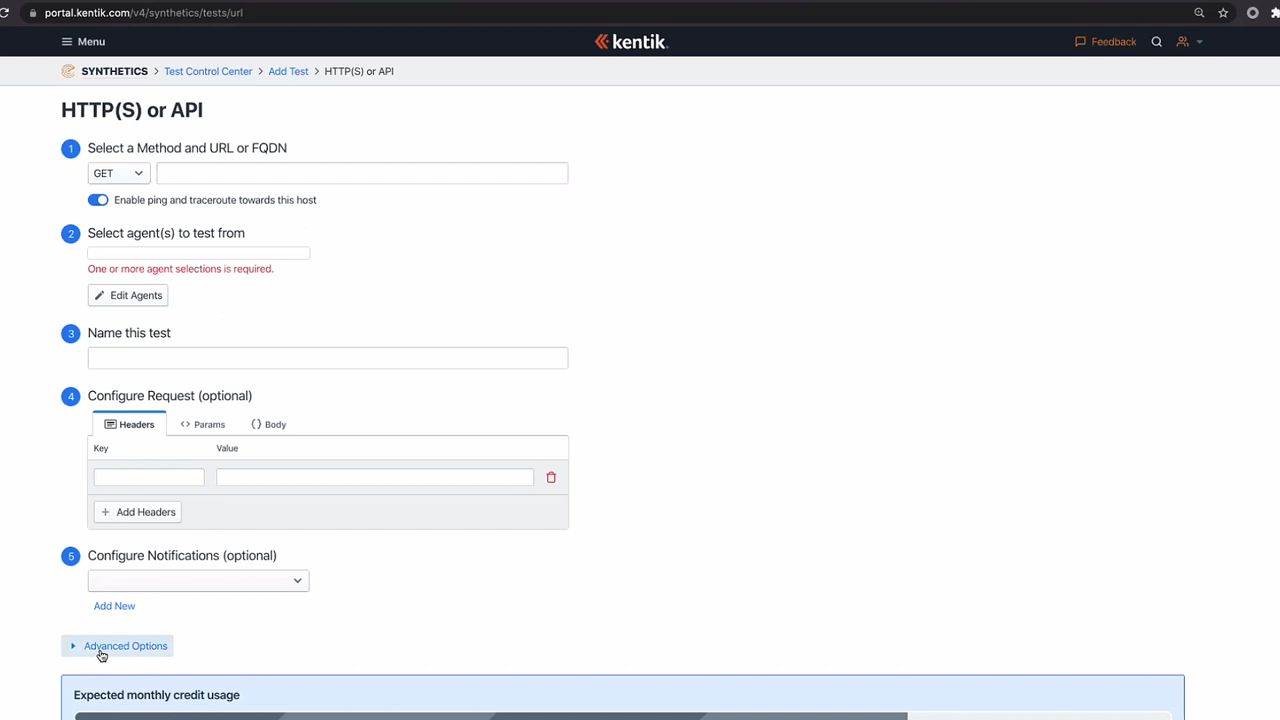 portal.kentik.com/v4/synthetics/tests/url
Menu
kentik
Feedback
SYNTHETICS > Test Control Center > Add Test > HTTP(S) or API
HTTP(S) or API
1 Select a Method and URL or FQDN
GET
Enable ping and traceroute towards this host
2 Select agent(s) to test from
One or more agent selections is required.
Edit Agents
3 Name this test
4 Configure Request (optional)
Headers <> Params {} Body
Key Value
+ Add Headers
5 Configure Notifications (optional)
Add New
Advanced Options
Expected monthly credit usage